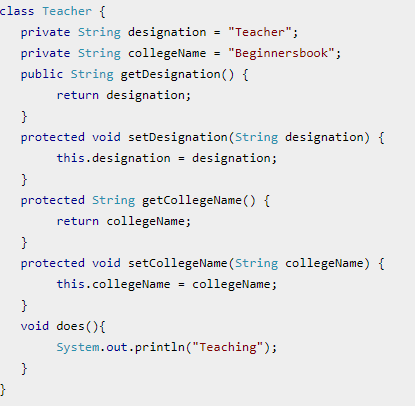 class Teacher {
   private String designation = "Teacher";
   private String collegeName = "Beginnersbook";
   public String getDesignation() {
        return designation;
   }
   protected void setDesignation(String designation) {
        this.designation = designation;
   }
   protected String getCollegeName() {
        return collegeName;
   }
   protected void setCollegeName(String collegeName) {
        this.collegeName = collegeName;
   }
   void does(){
        System.out.println("Teaching");
   }
}